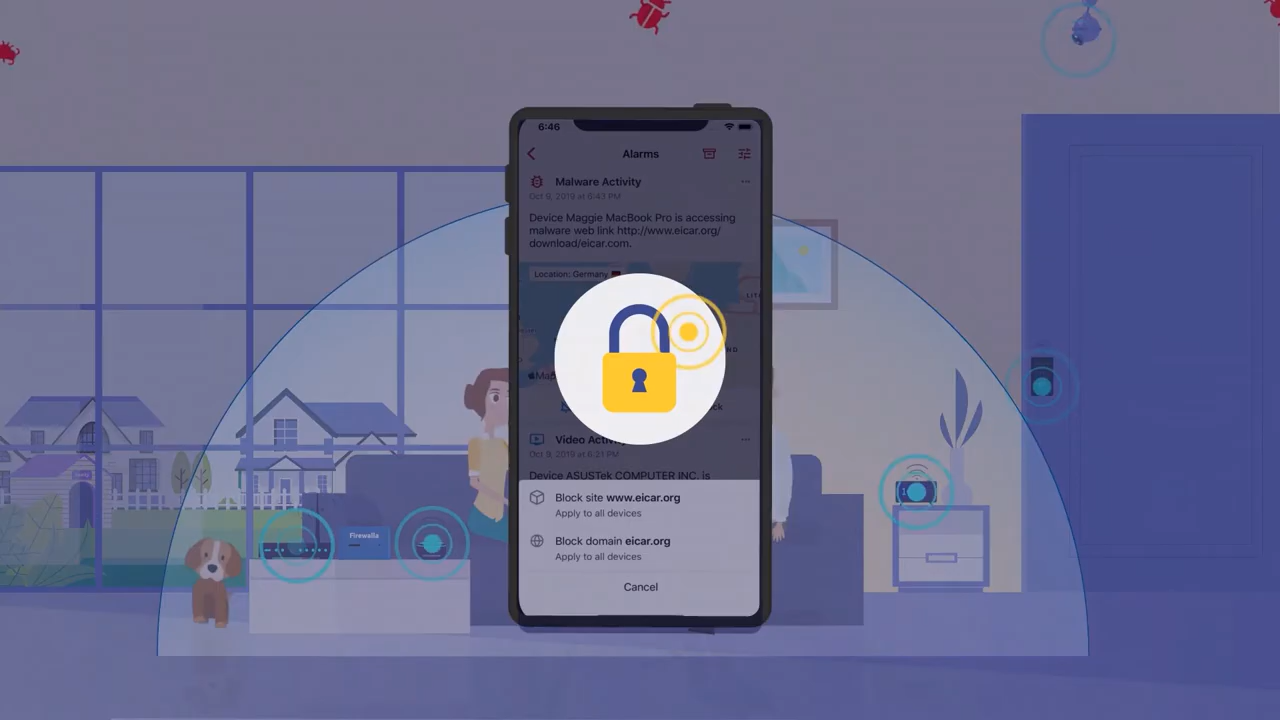 6:46
Alarms
Malware Activity
Oct 9, 2019 at 6:43 PM
Device Maggie MacBook Pro is accessing
malware web link http://www.eicar.org/
download/eicar.com.
Location: Germany
Video Activity
Oct 9, 2019 at 6:21 PM
Device ASUSTek COMPUTER INC. is
Block site www.eicar.org
Apply to all devices
Block domain eicar.org
Apply to all devices
Cancel
Firewalla